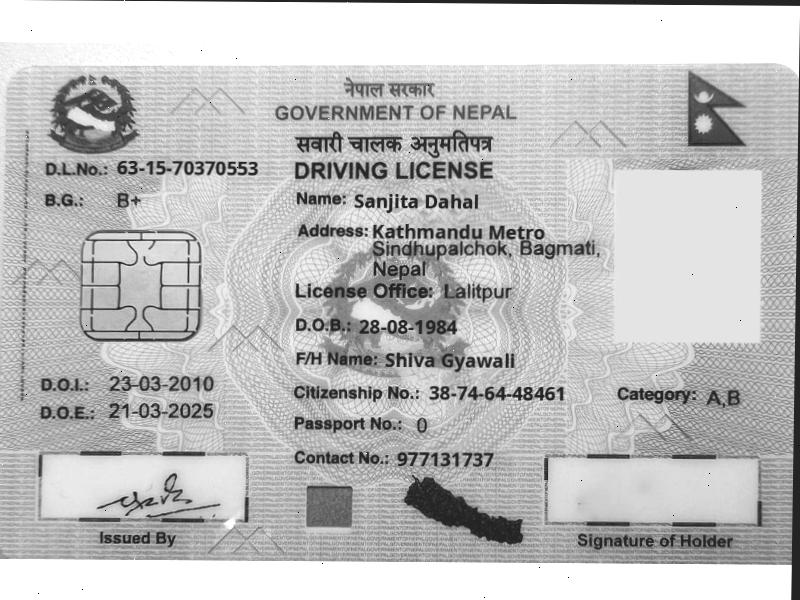 नेपाल सरकार
GOVERNMENT OF NEPAL
सवारी चालक अनुमतिपत्र
DRIVING LICENSE
D.L.No.: 63-15-70370553
B.G.: B+
Name: Sanjita Dahal
Address: Kathmandu Metro
Sindhupalchok, Bagmati,
Nepal
License Office: Lalitpur
D.O.B.: 28-08-1984
F/H Name: Shiva Gyawali
D.O.I.: 23-03-2010
D.O.E.: 21-03-2025
Citizenship No.: 38-74-64-48461
Category: A,B
Passport No.: 0
Contact No.: 977131737
Issued By
Signature of Holder